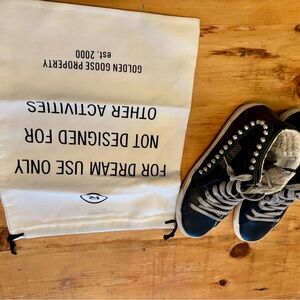 FOR DREAM USE ONLY
NOT DESIGNED FOR
OTHER ACTIVITIES
GOLDEN GOOSE PROPERTY
est. 2000